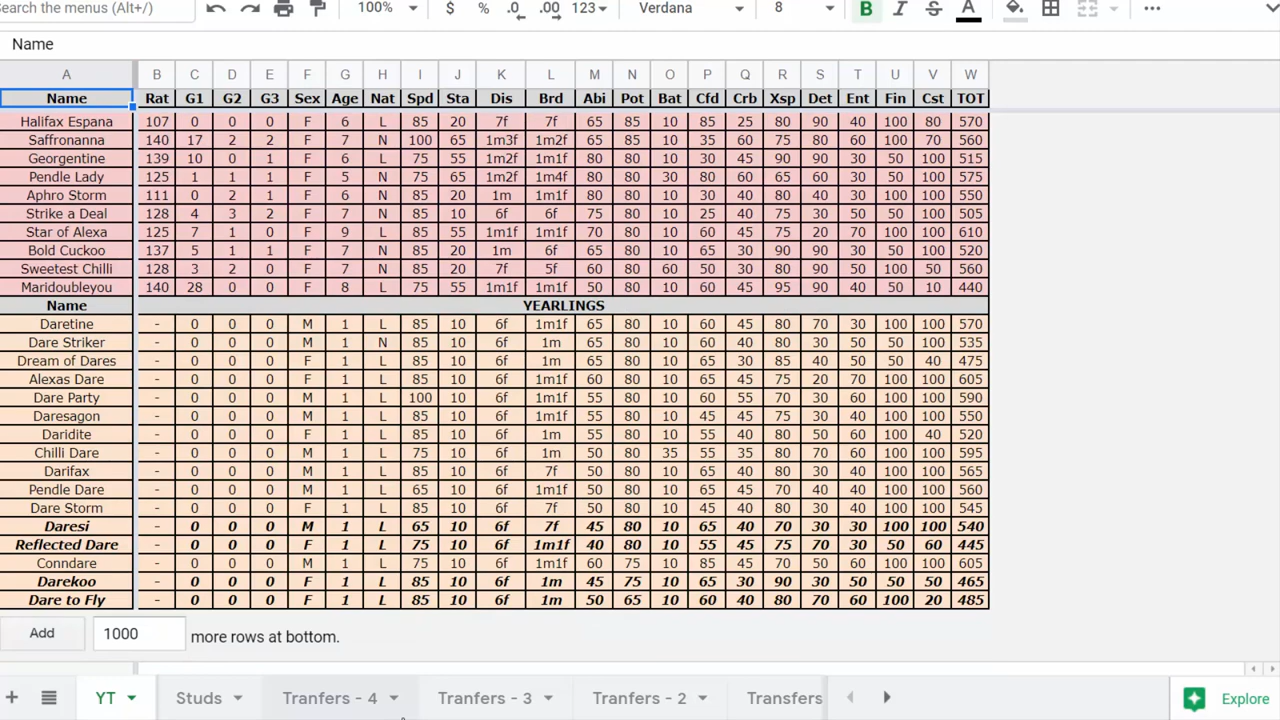 Search the menus (Alt+/) 100% $ % .0 .00 123 Verdana 8 B I S A ...
Name
A B C D E F G H I J K L M N O P Q R S T U V W
Name Rat G1 G2 G3 Sex Age Nat Spd Sta Dis Brd Abi Pot Bat Cfd Crb Xsp Det Ent Fin Cst TOT
Halifax Espana 107 0 0 0 F 6 L 85 20 7f 7f 65 85 10 85 25 80 90 40 100 80 570
Saffronanna 140 17 2 2 F 7 N 100 65 1m3f 1m2f 65 85 10 35 60 75 80 60 100 70 560
Georgentine 139 10 0 1 F 6 L 75 55 1m2f 1m1f 80 80 10 30 45 90 90 30 50 100 515
Pendle Lady 125 1 1 1 F 5 N 75 65 1m2f 1m4f 80 80 30 80 65 60 30 30 50 100 575
Aphro Storm 111 0 2 1 F 6 N 85 20 1m 1m1f 80 80 10 30 40 80 40 30 100 100 550
Strike a Deal 128 4 3 2 F 7 N 85 10 6f 6f 75 80 10 25 40 75 30 50 50 100 505
Star of Alexa 125 7 1 0 F 9 L 85 55 1m1f 1m1f 70 80 10 60 45 75 20 70 100 100 610
Bold Cuckoo 137 5 1 1 F 7 N 85 20 1m 6f 65 80 10 65 30 90 90 30 50 100 520
Sweetest Chilli 128 3 2 0 F 7 N 85 20 7f 5f 60 80 60 50 30 80 90 50 100 50 560
Maridoubleyou 140 28 0 0 F 8 L 75 55 1m1f 1m1f 50 80 10 60 45 95 90 40 50 10 440
Name YEARLINGS
Daretine - 0 0 0 M 1 L 85 10 6f 1m1f 65 80 10 60 45 80 70 30 100 100 570
Dare Striker - 0 0 0 M 1 N 85 10 6f 1m 65 80 10 60 40 80 30 50 50 100 535
Dream of Dares - 0 0 0 F 1 L 85 10 6f 1m 65 80 10 65 30 85 40 50 50 40 475
Alexas Dare - 0 0 0 F 1 L 85 10 6f 1m1f 60 80 10 65 45 75 20 70 100 100 605
Dare Party - 0 0 0 M 1 L 100 10 6f 1m1f 55 80 10 60 55 70 30 60 100 100 590
Daresagon - 0 0 0 M 1 L 85 10 6f 1m1f 55 80 10 45 45 75 30 40 100 100 550
Daridite - 0 0 0 F 1 L 85 10 6f 1m 55 80 10 55 40 80 50 60 100 40 520
Chilli Dare - 0 0 0 M 1 L 75 10 6f 1m 50 80 35 55 35 80 70 60 100 100 595
Darifax - 0 0 0 M 1 L 85 10 6f 7f 50 80 10 65 40 80 30 40 100 100 565
Pendle Dare - 0 0 0 M 1 L 65 10 6f 1m1f 50 80 10 65 50 75 40 40 100 100 560
Dare Storm - 0 0 0 F 1 L 85 10 6f 7f 50 80 10 60 45 75 70 30 100 100 545
Daresi - 0 0 0 M 1 L 65 10 6f 7f 45 80 10 65 40 70 30 30 100 100 540
Reflected Dare - 0 0 0 F 1 L 75 10 6f 1m1f 40 80 10 55 45 75 70 30 100 60 445
Conndare - 0 0 0 M 1 L 75 10 6f 1m1f 60 75 10 85 45 70 50 60 100 100 605
Darekoo - 0 0 0 F 1 L 85 10 6f 1m 45 75 10 65 30 90 30 50 50 50 465
Dare to Fly - 0 0 0 F 1 L 85 10 6f 1m 50 65 10 60 40 80 70 60 100 20 485
Add 1000 more rows at bottom.
+ YT Studs Tranfers - 4 Tranfers - 3 Tranfers - 2 Transfers Explore